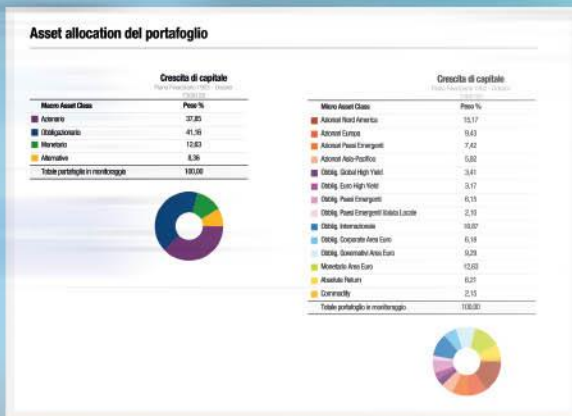 Asset allocation del portafoglio
Crescita di capitale
Macro Asset Class Peso %
Azionario 37,85
Obbligazionario 41,16
Monetario 12,63
Alternative 8,36
Totale portafoglio in monitoraggio 100,00
Crescita di capitale
Micro Asset Class Peso %
Azionari Nord America 15,17
Azionari Europa 9,43
Azionari Paesi Emergenti 7,42
Azionari Asia-Pacifico 5,82
Obblig. Global High Yield 3,41
Obblig. Euro High Yield 3,17
Obblig. Paesi Emergenti 6,15
Obblig. Paesi Emergenti Valuta Locale 2,10
Obblig. Internazionale 10,87
Obblig. Corporate Area Euro 6,18
Obblig. Governativi Area Euro 9,29
Monetario Area Euro 12,63
Absolute Return 6,21
Commodity 2,15
Totale portafoglio in monitoraggio 100,00